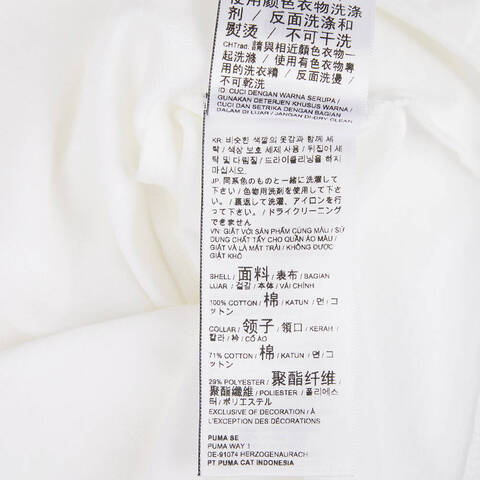 使用颜色衣物洗涤
剂 / 反面洗涤和
熨烫 / 不可干洗
CHTrad. 請與相近顏色衣物一
起洗滌 / 使用有色衣物專
用的洗衣精 / 反面洗燙 /
不可乾洗
ID: CUCI DENGAN WARNA SERUPA /
GUNAKAN DETERJEN KHUSUS WARNA /
CUCI DAN SETRIKA DENGAN BAGIAN
DALAM DI LUAR / JANGAN DI-DRY CLEAN
KR: 비슷한 색깔의 옷감과 함께 세
탁 / 색상 보호 세제 사용 / 뒤집어 세
탁 및 다림질 / 드라이클리닝을 하지
마십시오.
JP: 同系色のものと一緒に洗濯して
下さい / 色物用洗剤を使用して下さ
い。/ 裏返して洗濯、アイロンを行
って下さい。/ ドライクリーニング
できません
VN: GIẶT VỚI SẢN PHẨM CÙNG MÀU / SỬ
DỤNG CHẤT TẨY CHO QUẦN ÁO MÀU /
GIẶT VÀ LÀ MẶT TRÁI / KHÔNG ĐƯỢC
GIẶT KHÔ
SHELL / 面料 / 表布 / BAGIAN
LUAR / 겉감 / 本体 / VẢI CHÍNH
100% COTTON / 棉 / KATUN / 면 / コ
ットン
COLLAR / 领子 / 領口 / KERAH /
칼라 / 衿 / CỔ ÁO
71% COTTON / 棉 / KATUN / 면 / コ
ットン
29% POLYESTER / 聚酯纤维 /
聚酯纖維 / POLIESTER / 폴리에스
터 / ポリエステル
EXCLUSIVE OF DECORATION / À
L'EXCEPTION DES DÉCORATIONS
PUMA SE
PUMA WAY 1
DE-91074 HERZOGENAURACH
PT PUMA CAT INDONESIA